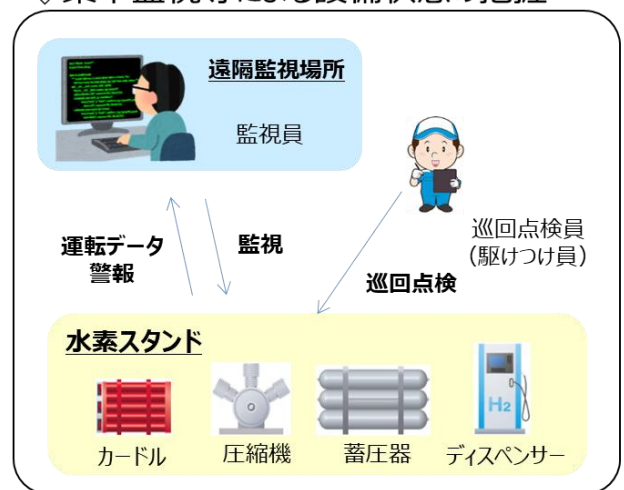 遠隔監視場所
監視員
運転データ
警報
監視
巡回点検
巡回点検員
(駆けつけ員)
水素スタンド
H2
カードル
圧縮機
蓄圧器
ディスペンサー